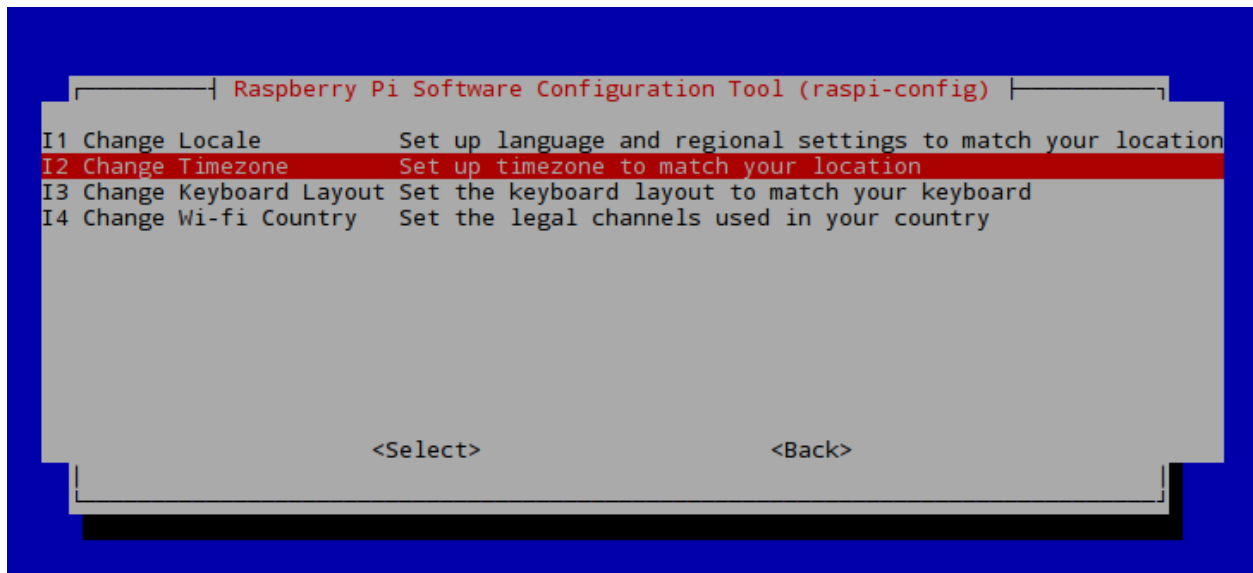 Raspberry Pi Software Configuration Tool (raspi-config)
I1 Change Locale Set up language and regional settings to match your location
I2 Change Timezone Set up timezone to match your location
I3 Change Keyboard Layout Set the keyboard layout to match your keyboard
I4 Change Wi-fi Country Set the legal channels used in your country
<Select> <Back>